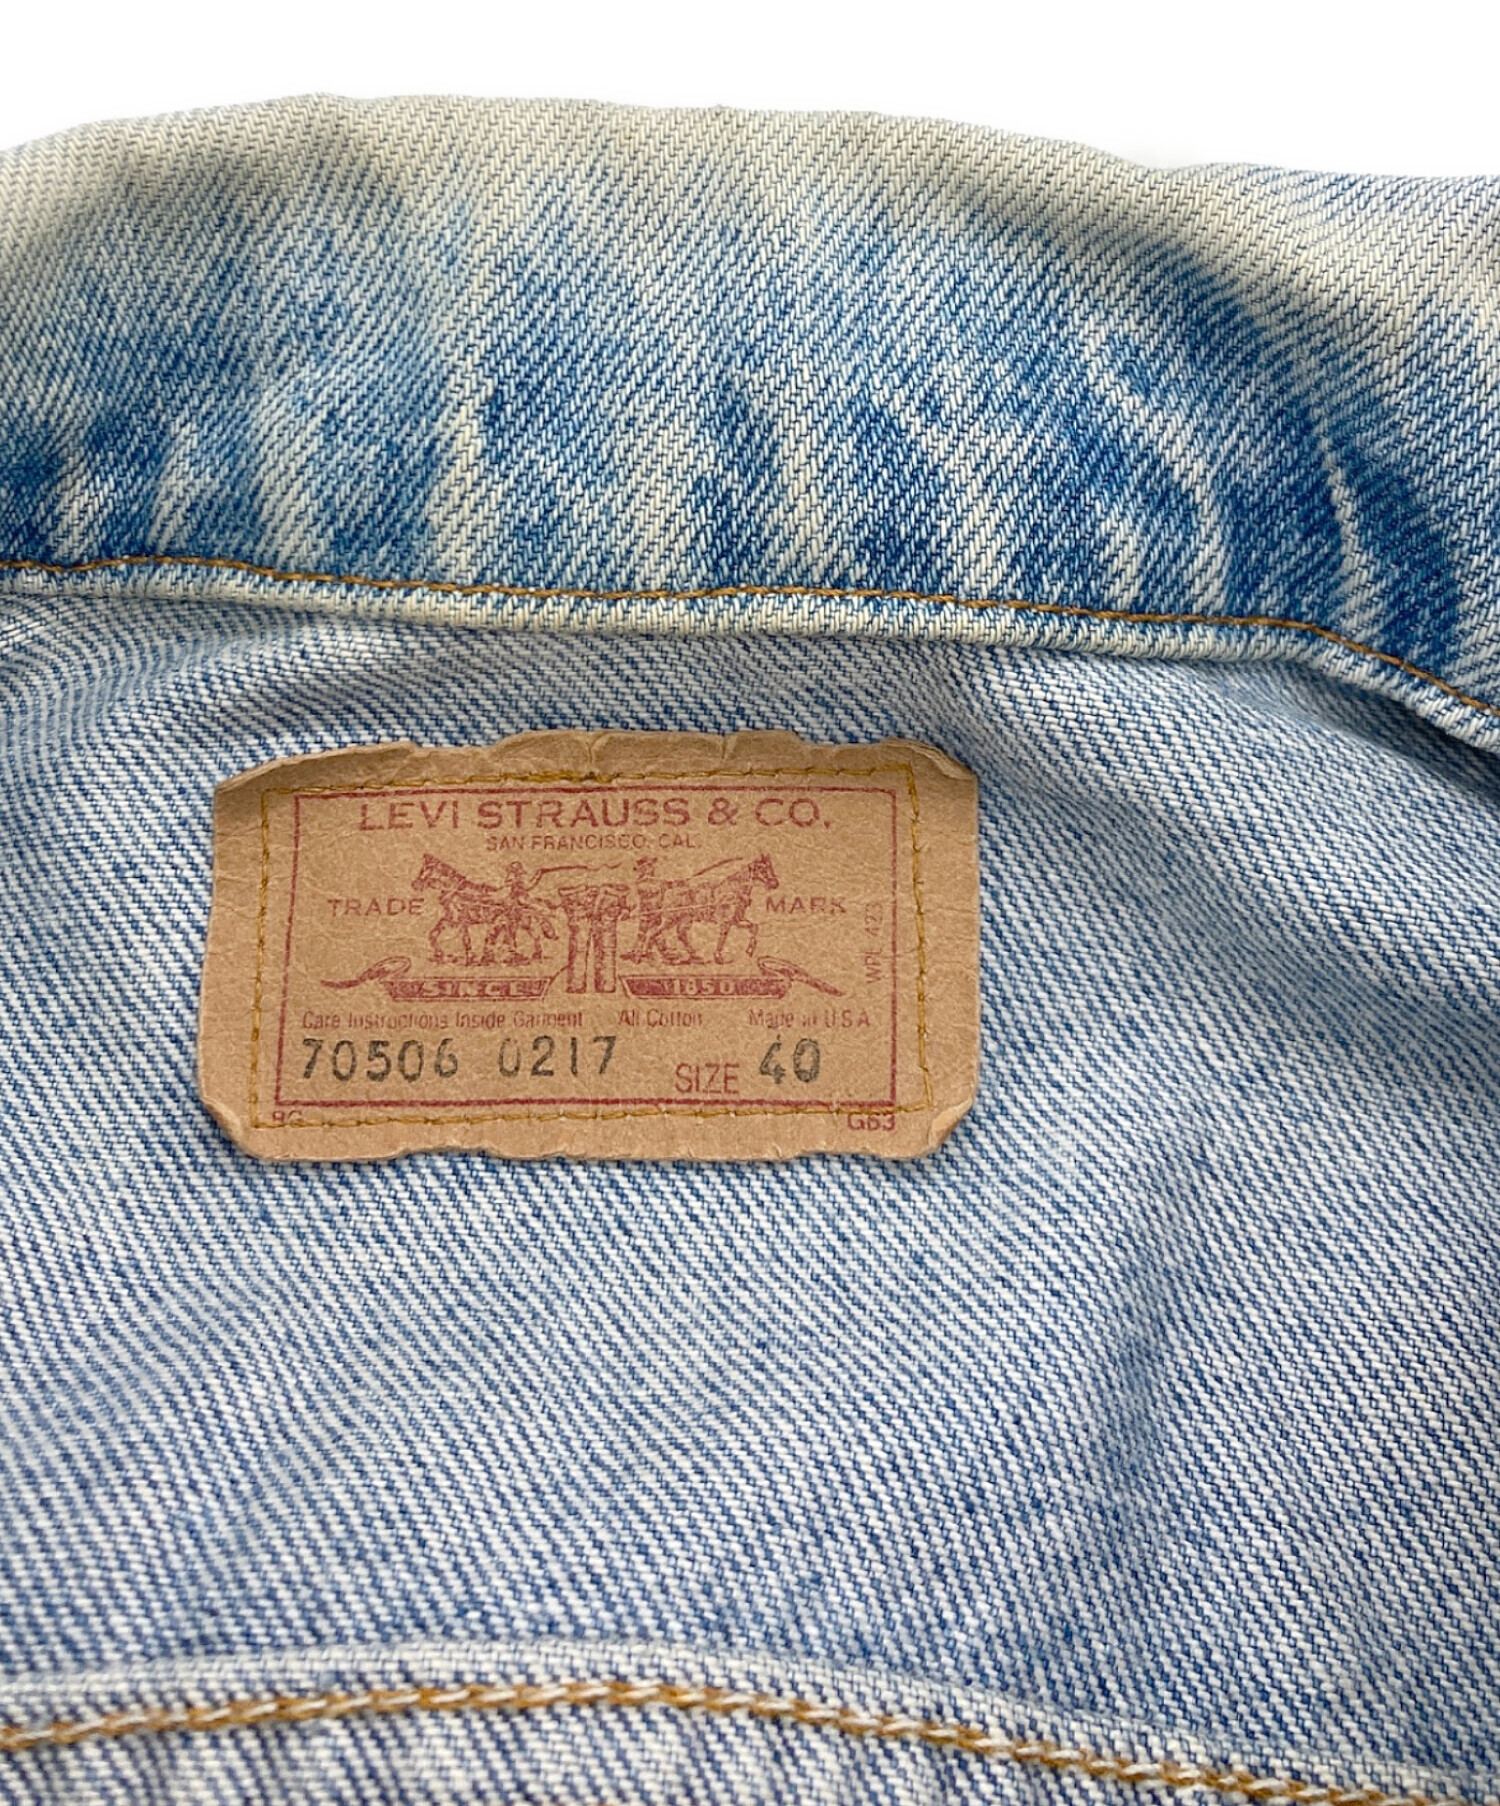 LEVI STRAUSS & CO.
SAN FRANCISCO, CAL.
TRADE MARK
WPL 423
SINCE 1850
Care Instructions Inside Garment All Cotton Made in U S A
70506 0217 SIZE 40
GB3